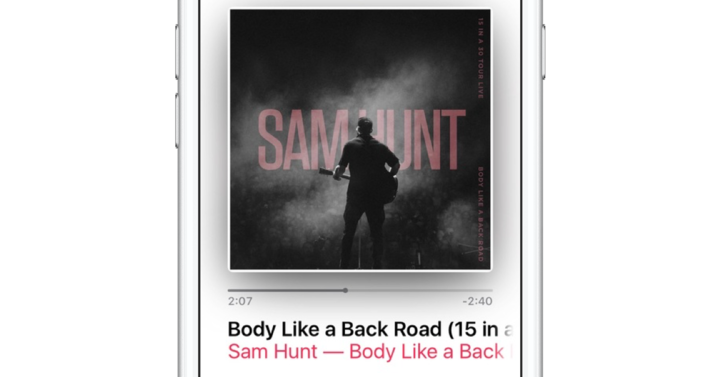 15 IN A 30 TOUR LIVE
SAM HUNT
BODY LIKE A BACK ROAD
2:07
-2:40
Body Like a Back Road (15 in a
Sam Hunt — Body Like a Back